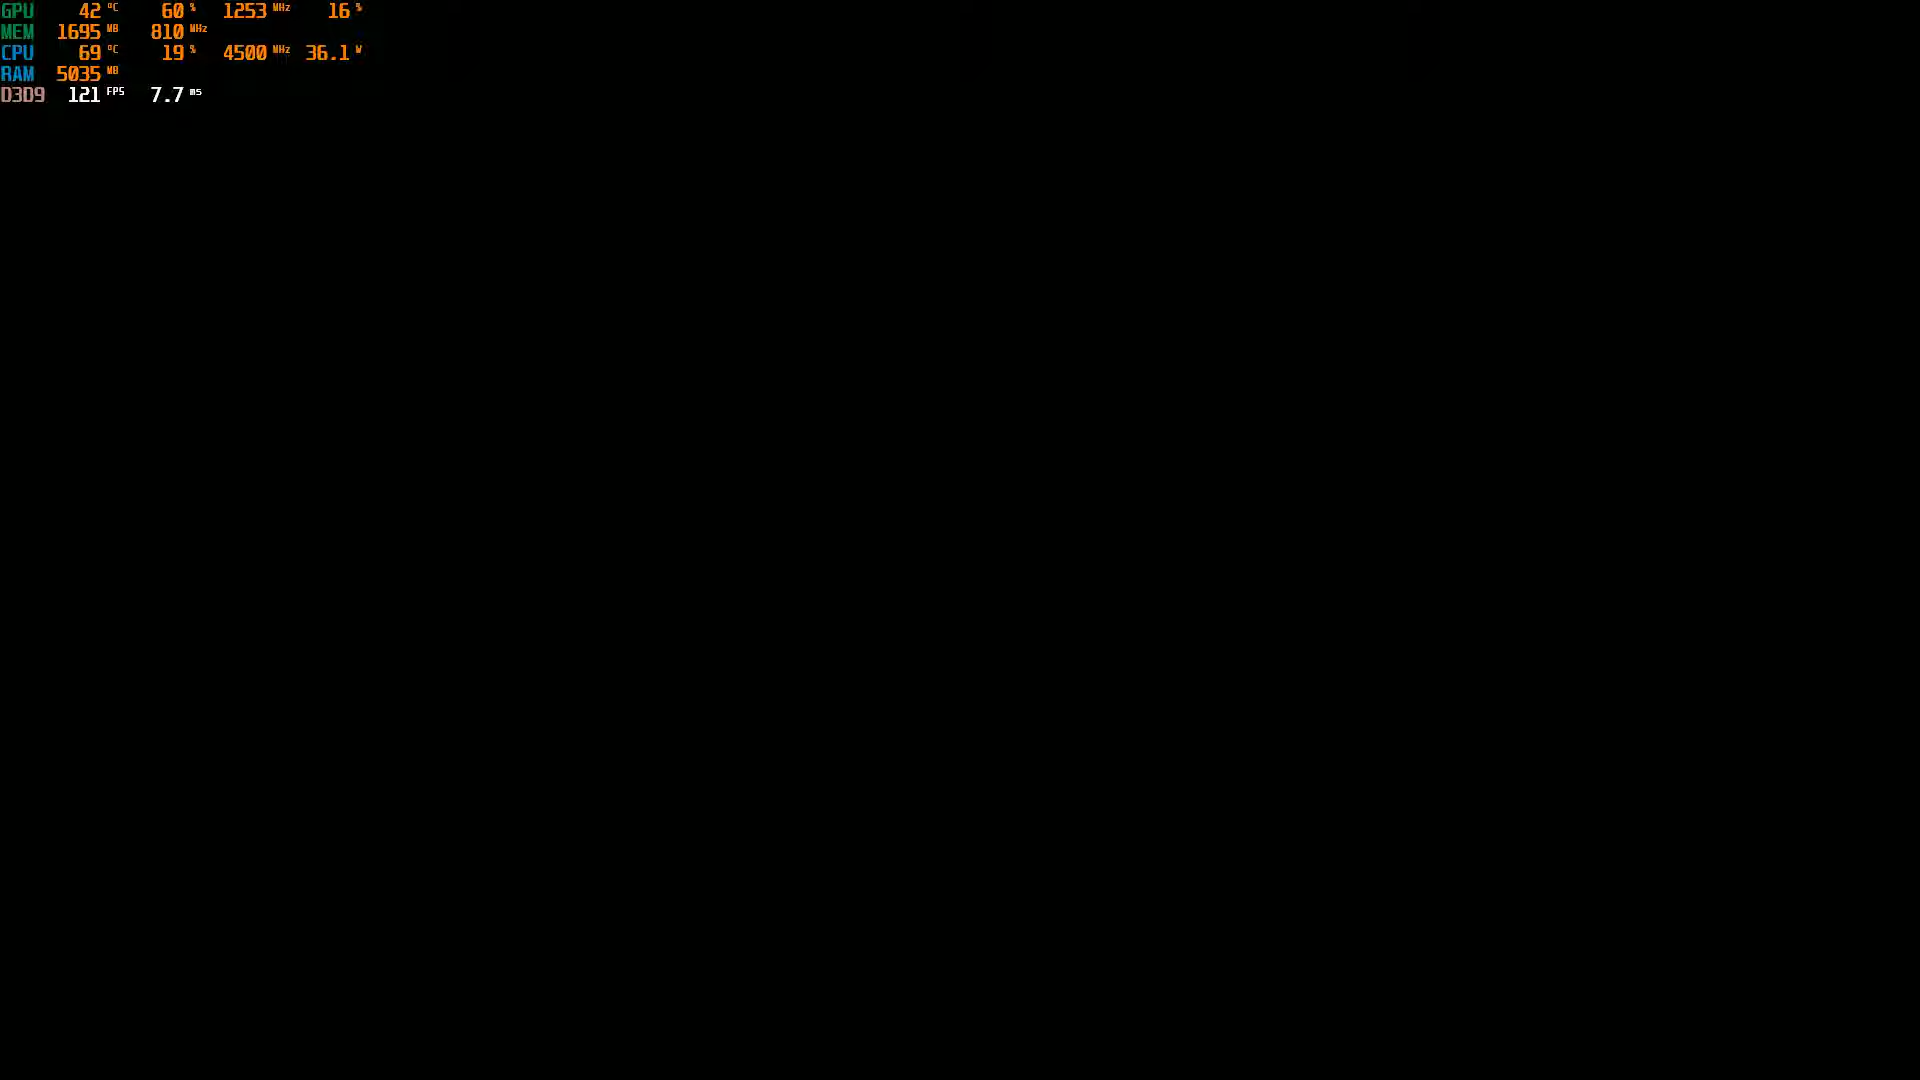 GPU 42 °C 60 % 1253 MHz 16 %
MEM 1695 MB 810 MHz
CPU 69 °C 19 % 4500 MHz 36.1 W
RAM 5035 MB
D3D9 121 FPS 7.7 ms